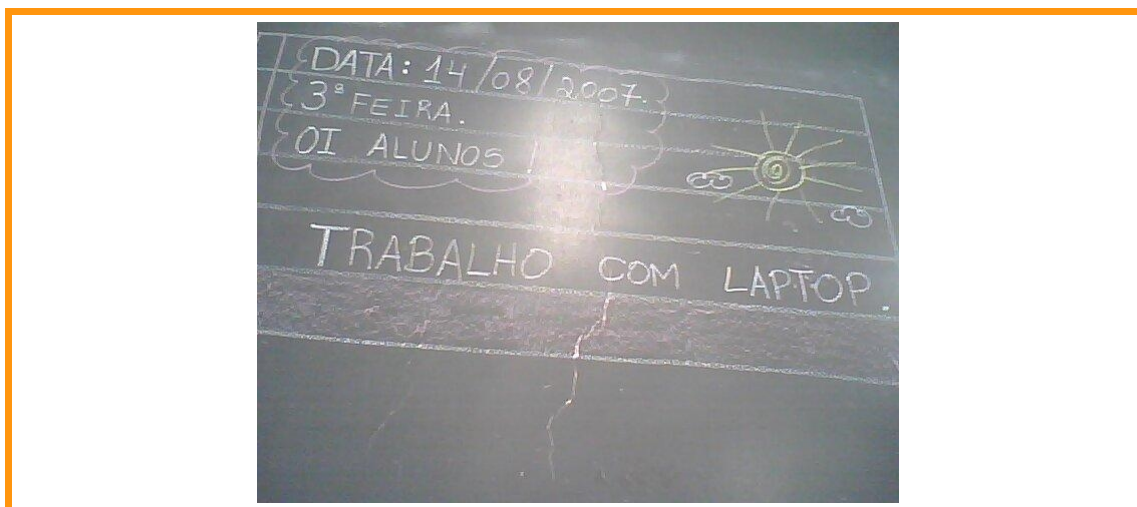 DATA: 14/08/2007.
3ª FEIRA.
OI ALUNOS !
TRABALHO COM LAPTOP.